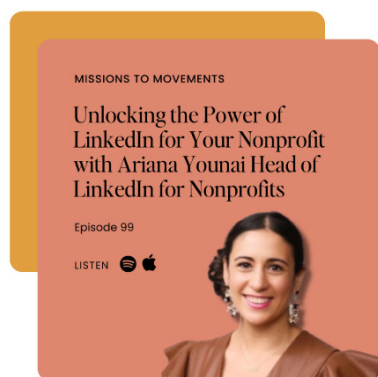 MISSIONS TO MOVEMENTS
Unlocking the Power of
LinkedIn for Your Nonprofit
with Ariana Younai Head of
LinkedIn for Nonprofits
Episode 99
LISTEN